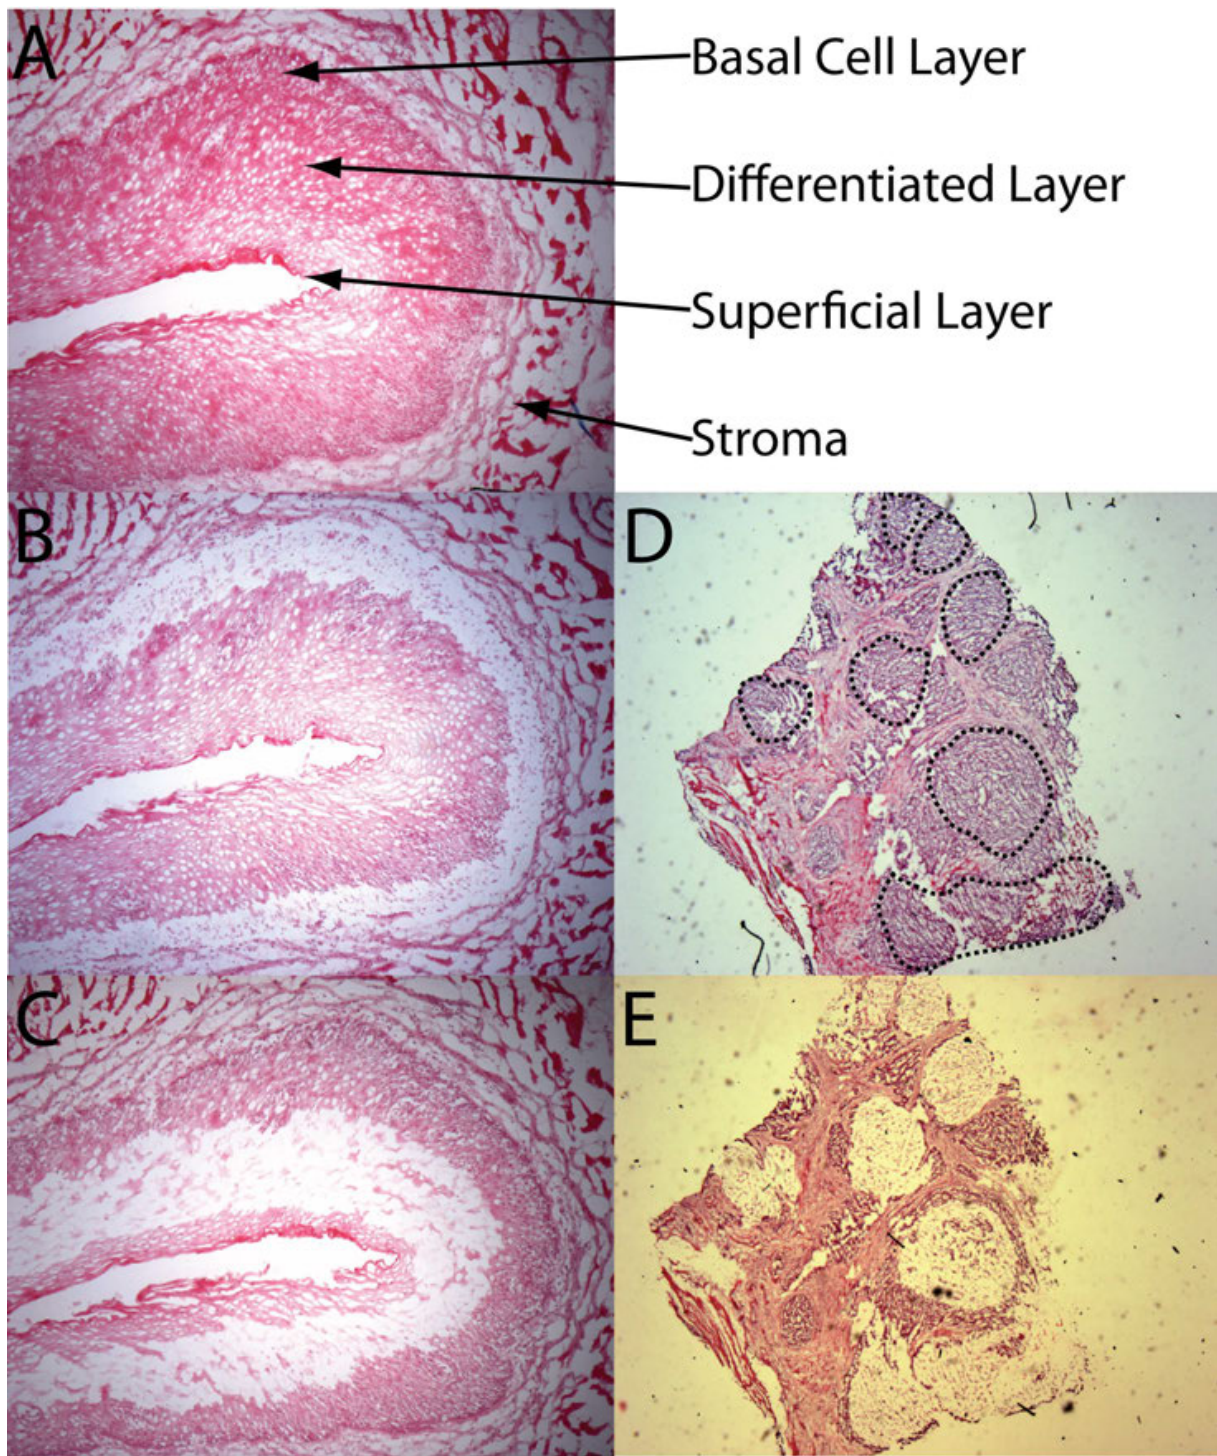 A
Basal Cell Layer
Differentiated Layer
Superficial Layer
Stroma
B
D
C
E